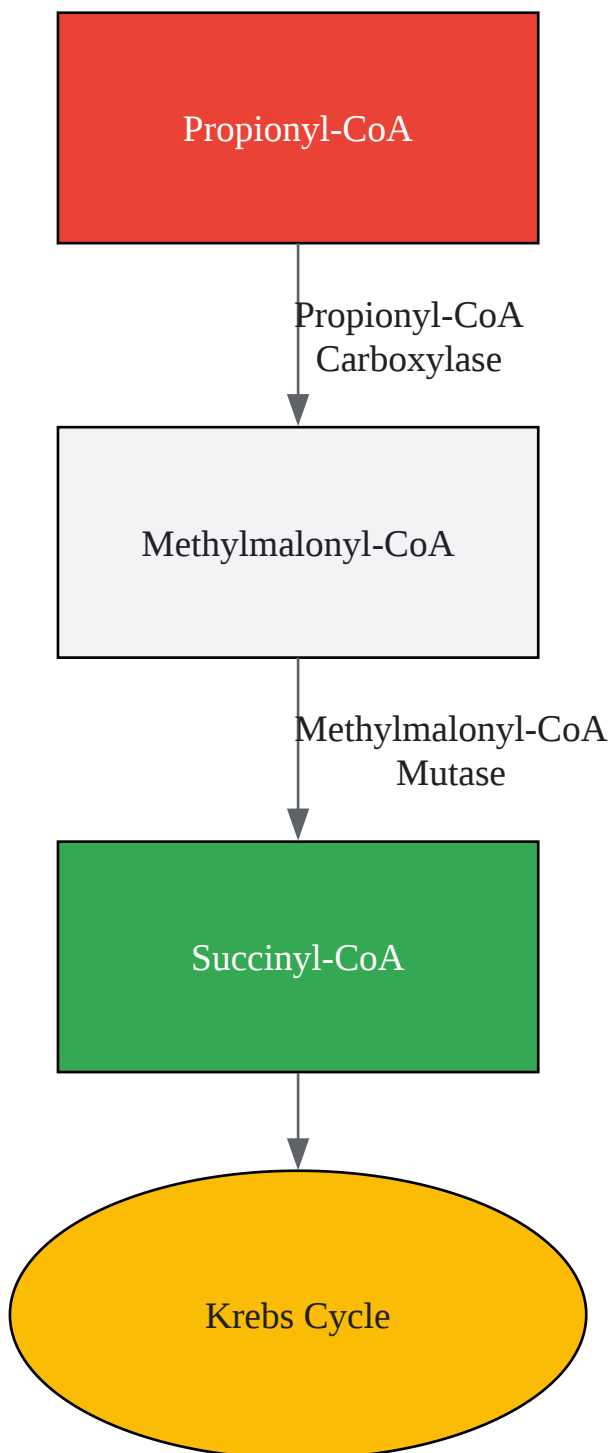 Propionyl-CoA
Propionyl-CoA
Carboxylase
Methylmalonyl-CoA
Methylmalonyl-CoA
Mutase
Succinyl-CoA
Krebs Cycle